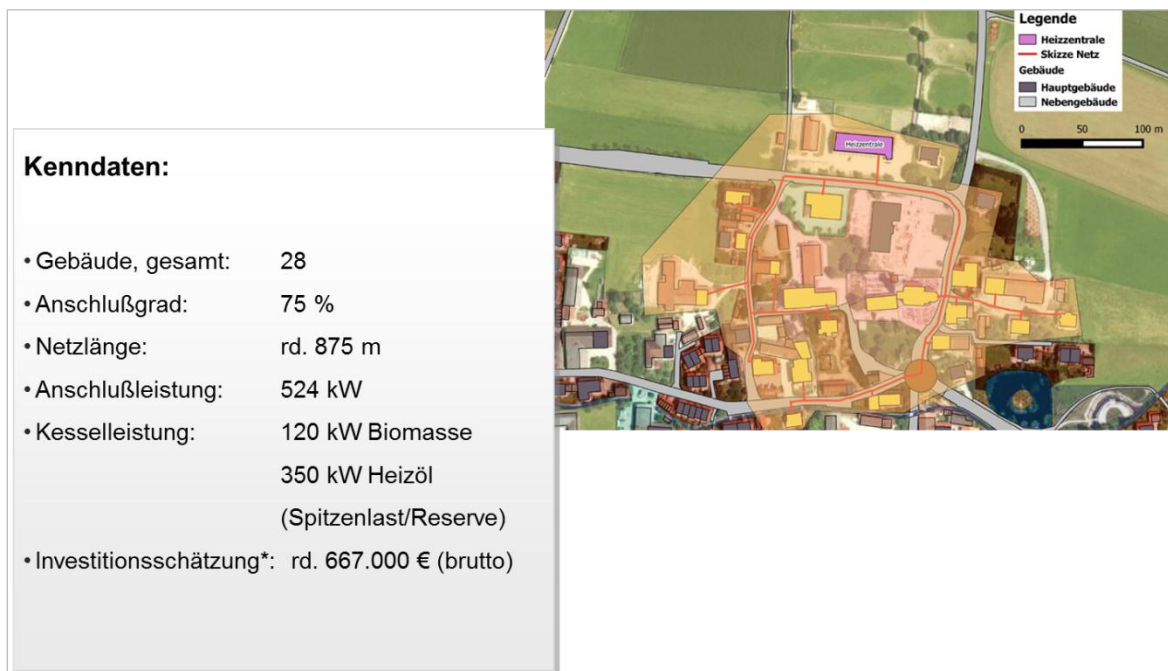 Kenndaten:
• Gebäude, gesamt: 28
• Anschlußgrad: 75 %
• Netzlänge: rd. 875 m
• Anschlußleistung: 524 kW
• Kesselleistung: 120 kW Biomasse
350 kW Heizöl
(Spitzenlast/Reserve)
• Investitionsschätzung*: rd. 667.000 € (brutto)
Legende
Heizzentrale
Skizze Netz
Gebäude
Hauptgebäude
Nebengebäude
0 50 100 m
Heizzentrale